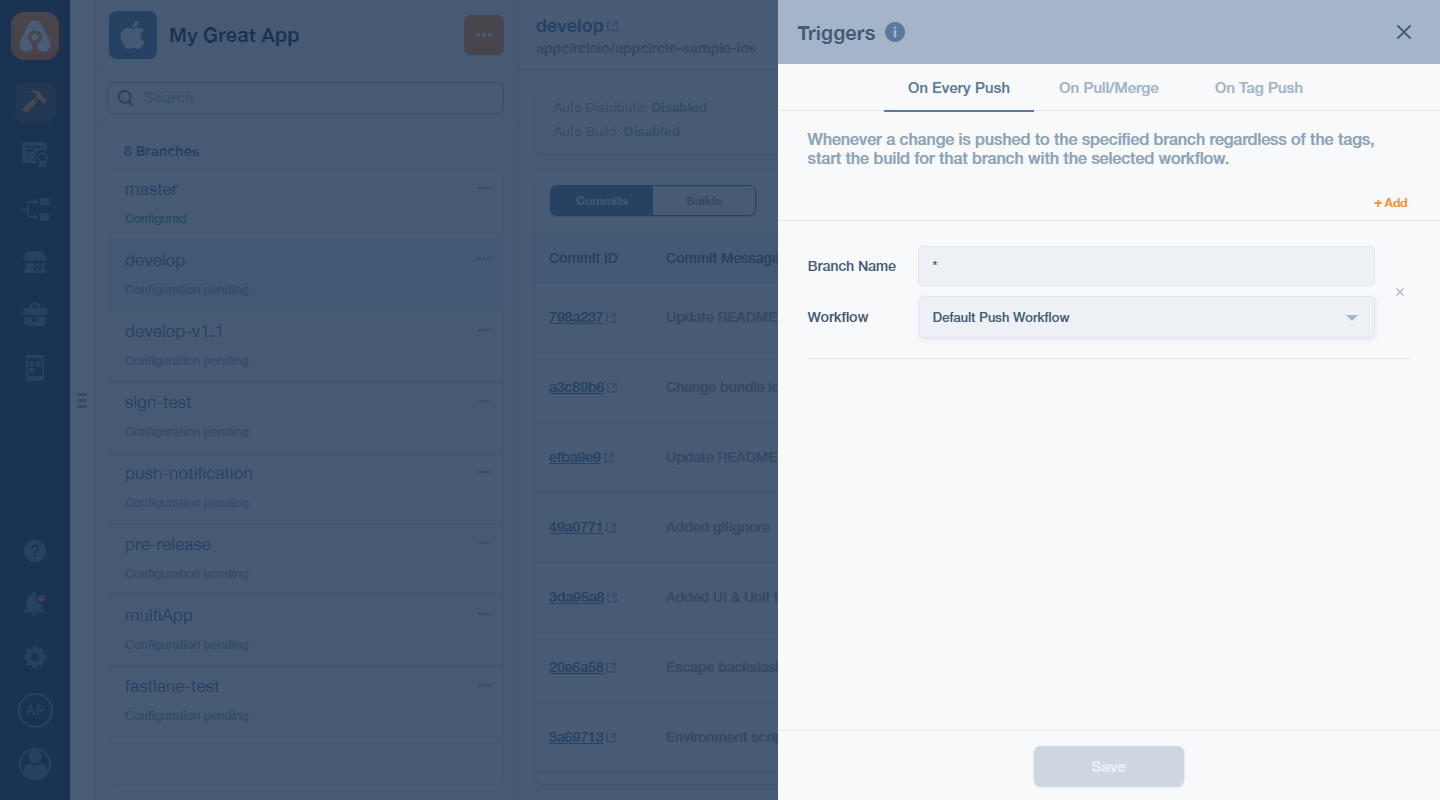 My Great App
Search
8 Branches
master
Configured
develop
Configuration pending
develop-v1.1
Configuration pending
sign-test
Configuration pending
push-notification
Configuration pending
pre-release
Configuration pending
multiApp
Configuration pending
fastlane-test
Configuration pending
AP
develop
appcircleio/appcircle-sample-ios
Auto Distribute: Disabled
Auto Build: Disabled
Commits Builds
Commit ID Commit Message
798a237 Update README
a3c89b6 Change bundle
efba9e9 Update README
49a0771 Added gitignore
3da95a8 Added UI & Unit
20e6a58 Escape
3a69713 Environment
Triggers
On Every Push On Pull/Merge On Tag Push
Whenever a change is pushed to the specified branch regardless of the tags,
start the build for that branch with the selected workflow.
+ Add
Branch Name *
Workflow Default Push Workflow
Save